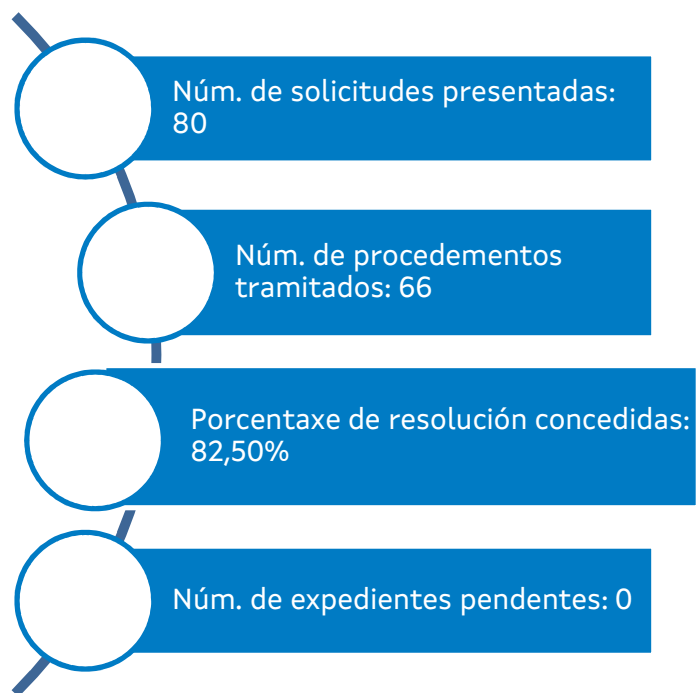 Núm. de solicitudes presentadas:
80
Núm. de procedementos
tramitados: 66
Porcentaxe de resolución concedidas:
82,50%
Núm. de expedientes pendentes: 0